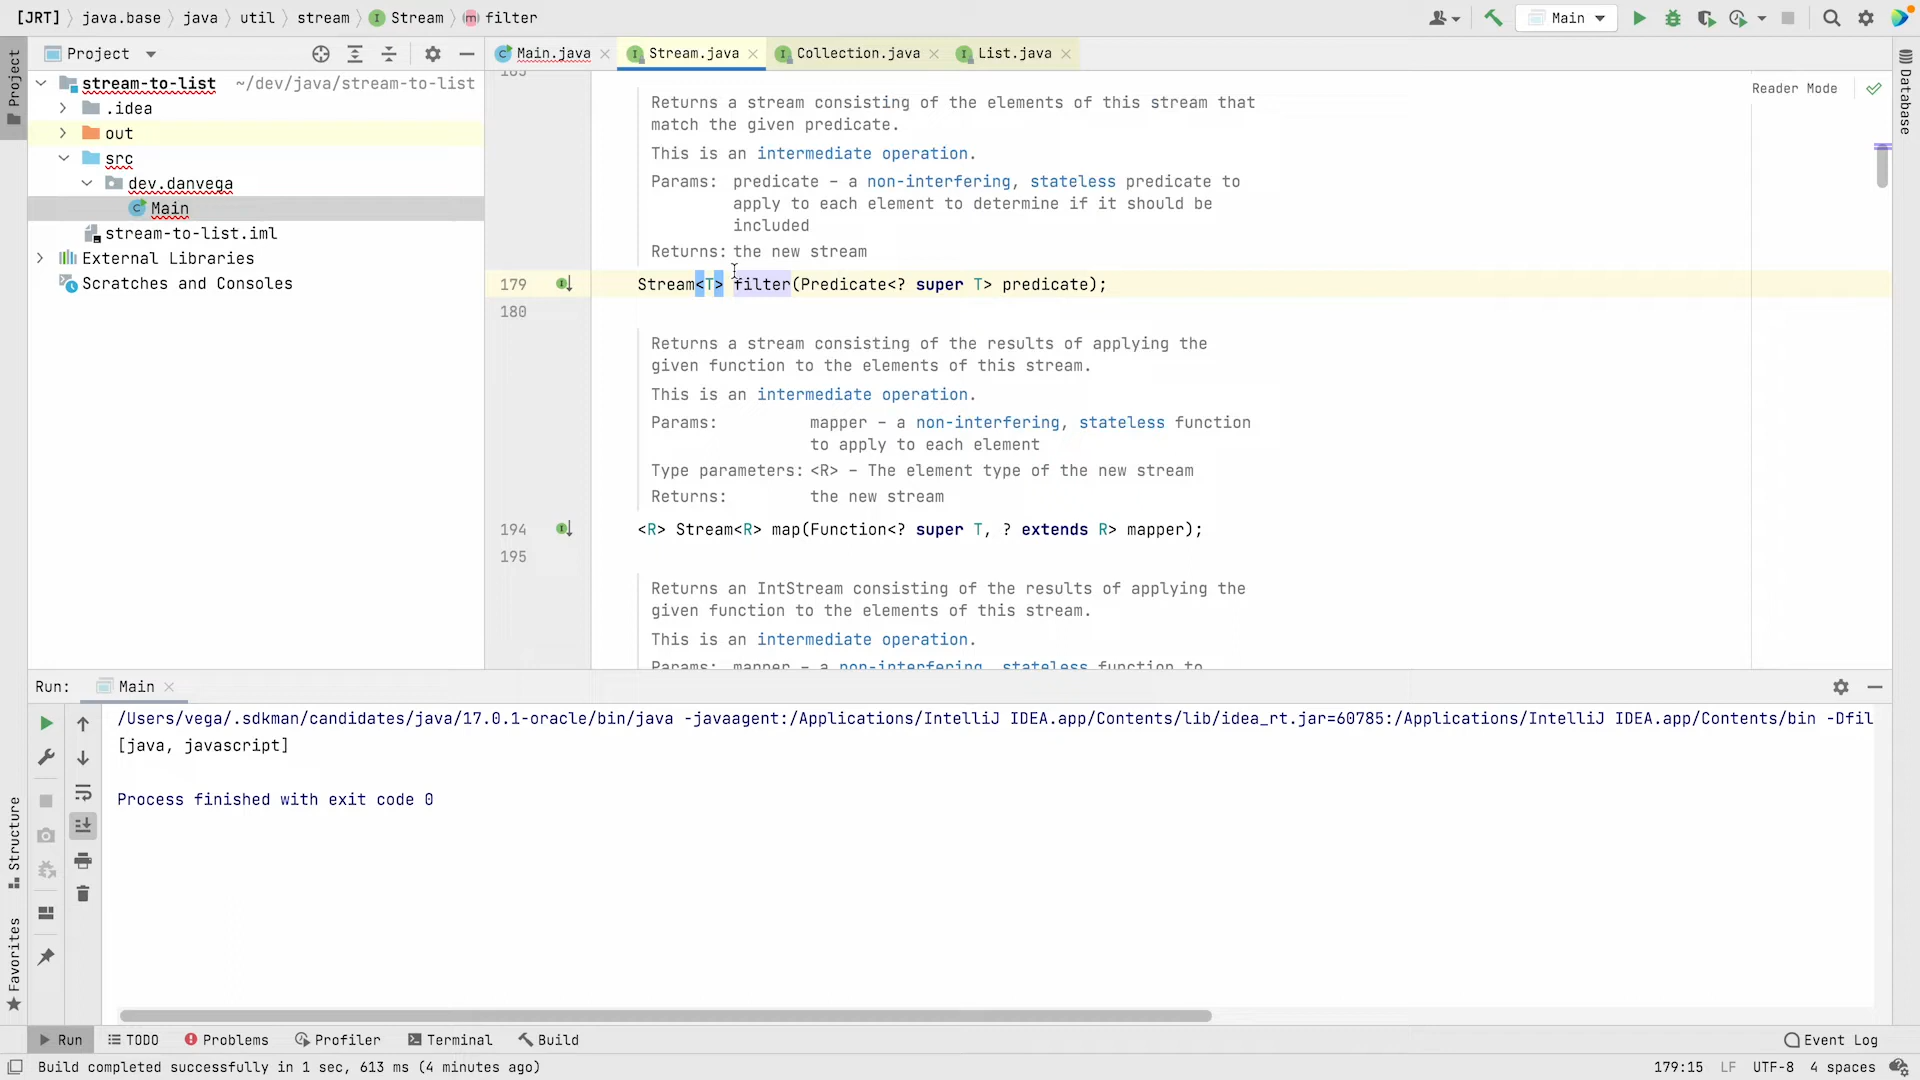 [JRT] java.base java util stream Stream filter
Main
Project
Main.java Stream.java Collection.java List.java
Project
stream-to-list ~/dev/java/stream-to-list
.idea
out
src
dev.danvega
Main
stream-to-list.iml
External Libraries
Scratches and Consoles
Reader Mode
Database
Returns a stream consisting of the elements of this stream that
match the given predicate.
This is an intermediate operation.
Params: predicate – a non-interfering, stateless predicate to
apply to each element to determine if it should be
included
Returns: the new stream
179 Stream<T> filter(Predicate<? super T> predicate);
180
Returns a stream consisting of the results of applying the
given function to the elements of this stream.
This is an intermediate operation.
Params: mapper – a non-interfering, stateless function
to apply to each element
Type parameters: <R> – The element type of the new stream
Returns: the new stream
194 <R> Stream<R> map(Function<? super T, ? extends R> mapper);
195
Returns an IntStream consisting of the results of applying the
given function to the elements of this stream.
This is an intermediate operation.
Params: mapper – a non-interfering, stateless function to
Run: Main
/Users/vega/.sdkman/candidates/java/17.0.1-oracle/bin/java -javaagent:/Applications/IntelliJ IDEA.app/Contents/lib/idea_rt.jar=60785:/Applications/IntelliJ IDEA.app/Contents/bin -Dfil
[java, javascript]
Process finished with exit code 0
Structure
Favorites
Run TODO Problems Profiler Terminal Build Event Log
Build completed successfully in 1 sec, 613 ms (4 minutes ago) 179:15 LF UTF-8 4 spaces